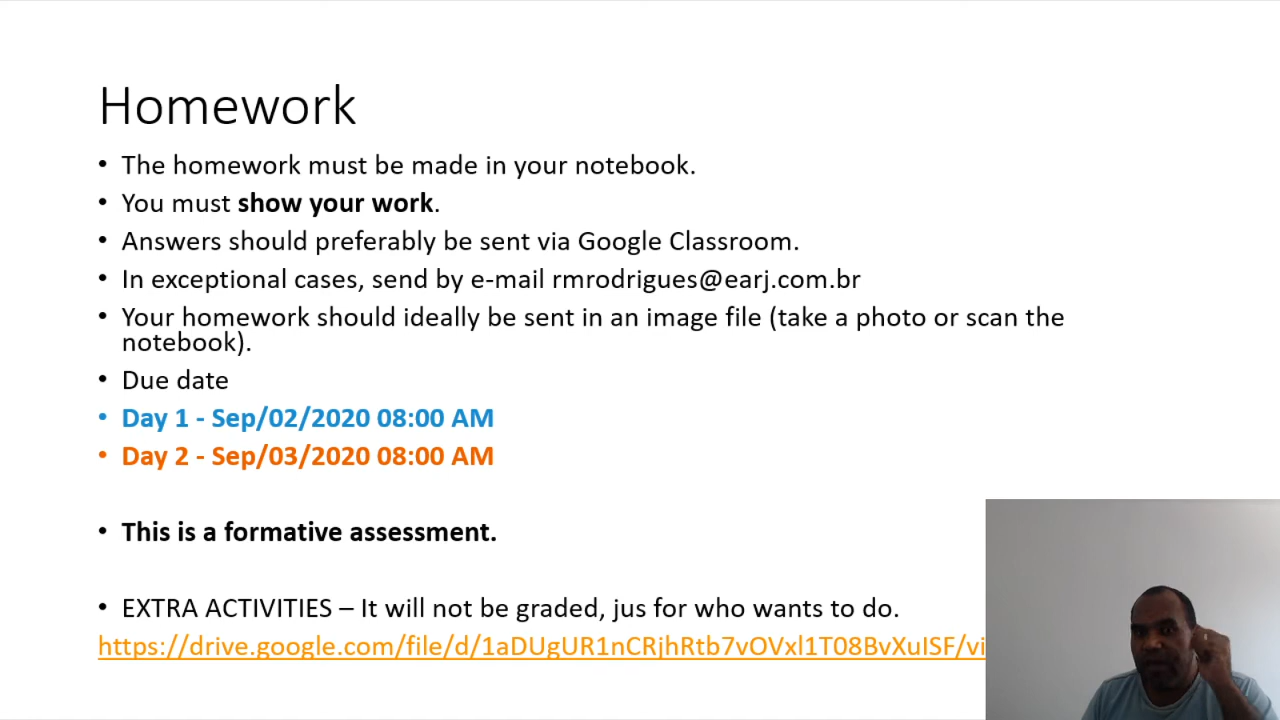 Homework
• The homework must be made in your notebook.
• You must show your work.
• Answers should preferably be sent via Google Classroom.
• In exceptional cases, send by e-mail rmrodrigues@earj.com.br
• Your homework should ideally be sent in an image file (take a photo or scan the
notebook).
• Due date
• Day 1 - Sep/02/2020 08:00 AM
• Day 2 - Sep/03/2020 08:00 AM
• This is a formative assessment.
• EXTRA ACTIVITIES – It will not be graded, jus for who wants to do.
https://drive.google.com/file/d/1aDUgUR1nCRjhRtb7vOVxl1T08BvXuISF/vi